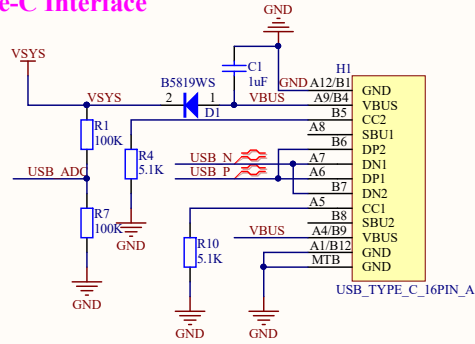 e-C Interface
GND
VSYS
C1
1uF
H1
B5819WS
GND A12/B1 GND
VSYS 2 1 VBUS A9/B4 VBUS
D1
B5 CC2
R1
100K
A8 SBU1
R4
5.1K
B6 DP2
USB_N A7 DN1
USB_ADC USB_P A6 DP1
B7 DN2
A5 CC1
R7
100K
B8 SBU2
GND
R10
5.1K
VBUS A4/B9 VBUS
A1/B12 GND
MTB GND
GND
USB_TYPE_C_16PIN_A
GND GND